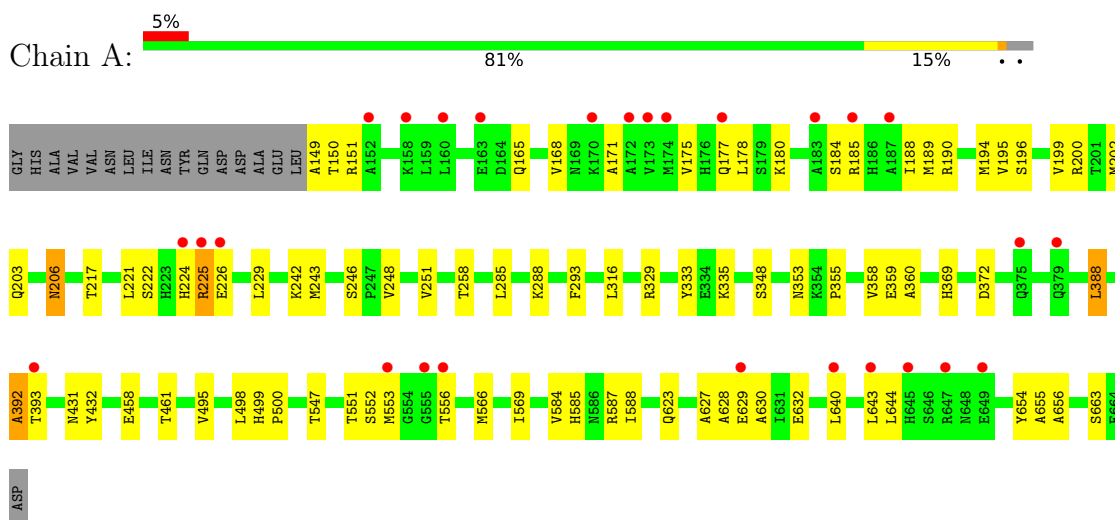 5%
Chain A:
81% 15% • •
GLY HIS ALA VAL VAL ASN LEU ILE ASN TYR GLN ASP ASP ALA GLU LEU A149 T150 R151 A152 K158 L159 L160 E163 D164 Q165 V168 N169 K170 A171 A172 V173 M174 V175 H176 Q177 L178 S179 K180 A183 S184 R185 H186 A187 I188 M189 R190 M194 V195 S196 V199 R200 T201 M202
Q203 N206 T217 L221 S222 H223 H224 R225 E226 L229 K242 M243 S246 P247 V248 V251 T258 L285 K288 F293 L316 R329 Y333 E334 K335 S348 N353 K354 P355 V358 E359 A360 H369 D372 Q375 Q379 L388
A392 T393 N431 Y432 E458 T461 V495 L498 H499 P500 T547 T551 S552 M553 G554 G555 T556 M566 I569 V584 H585 N586 R587 I588 Q623 A627 A628 E629 A630 I631 E632 L640 L643 L644 H645 S646 R647 N648 E649 Y654 A655 A656 S663
ASP